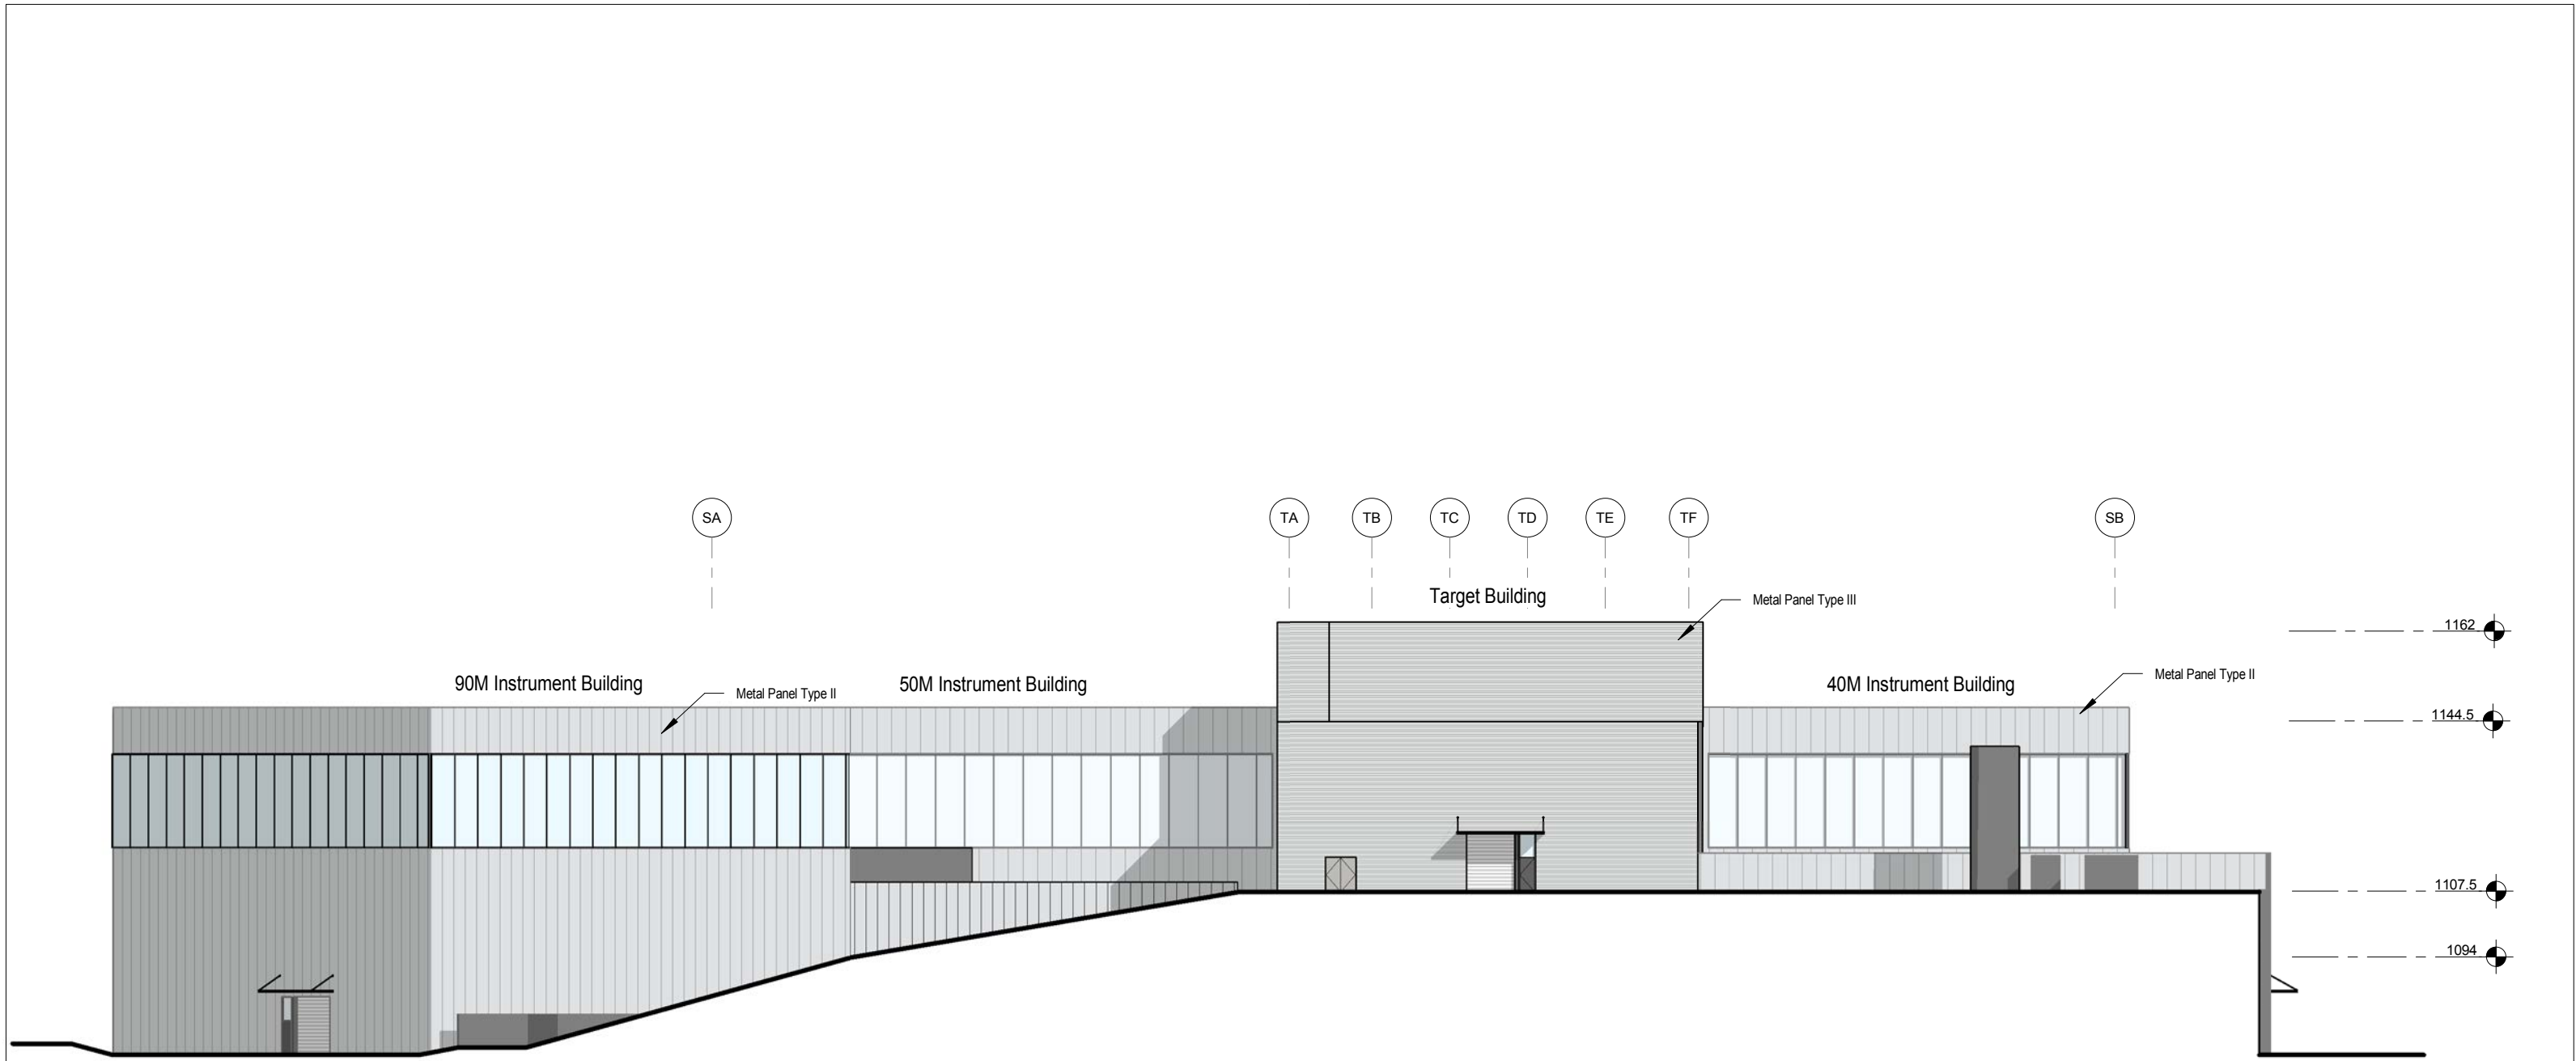 SA
TA
TB
TC
TD
TE
TF
SB
Target Building
Metal Panel Type III
1162
90M Instrument Building
Metal Panel Type II
50M Instrument Building
40M Instrument Building
Metal Panel Type II
1144.5
1107.5
1094